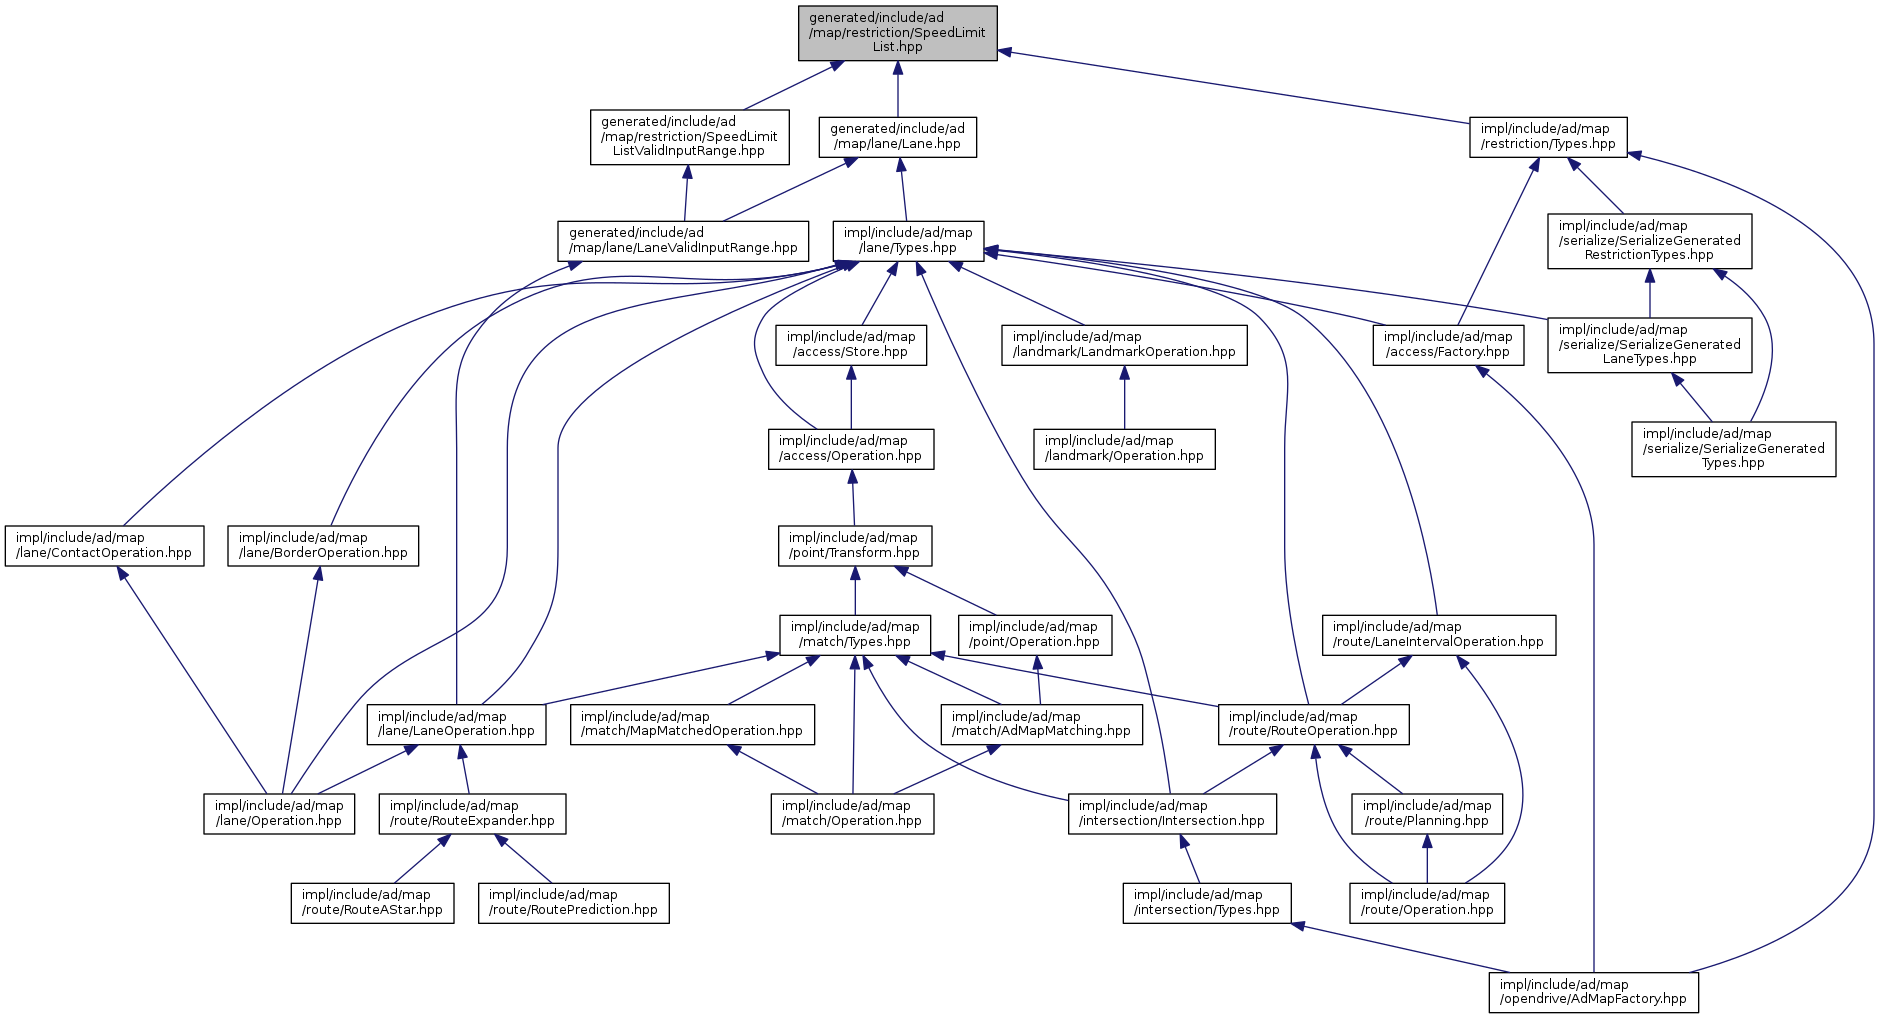 generated/include/ad
/map/restriction/SpeedLimit
List.hpp
generated/include/ad
/map/restriction/SpeedLimit
ListValidInputRange.hpp
generated/include/ad
/map/lane/Lane.hpp
impl/include/ad/map
/restriction/Types.hpp
generated/include/ad
/map/lane/LaneValidInputRange.hpp
impl/include/ad/map
/lane/Types.hpp
impl/include/ad/map
/serialize/SerializeGenerated
RestrictionTypes.hpp
impl/include/ad/map
/access/Store.hpp
impl/include/ad/map
/landmark/LandmarkOperation.hpp
impl/include/ad/map
/access/Factory.hpp
impl/include/ad/map
/serialize/SerializeGenerated
LaneTypes.hpp
impl/include/ad/map
/access/Operation.hpp
impl/include/ad/map
/landmark/Operation.hpp
impl/include/ad/map
/serialize/SerializeGenerated
Types.hpp
impl/include/ad/map
/lane/ContactOperation.hpp
impl/include/ad/map
/lane/BorderOperation.hpp
impl/include/ad/map
/point/Transform.hpp
impl/include/ad/map
/match/Types.hpp
impl/include/ad/map
/point/Operation.hpp
impl/include/ad/map
/route/LaneIntervalOperation.hpp
impl/include/ad/map
/lane/LaneOperation.hpp
impl/include/ad/map
/match/MapMatchedOperation.hpp
impl/include/ad/map
/match/AdMapMatching.hpp
impl/include/ad/map
/route/RouteOperation.hpp
impl/include/ad/map
/lane/Operation.hpp
impl/include/ad/map
/route/RouteExpander.hpp
impl/include/ad/map
/match/Operation.hpp
impl/include/ad/map
/intersection/Intersection.hpp
impl/include/ad/map
/route/Planning.hpp
impl/include/ad/map
/route/RouteAStar.hpp
impl/include/ad/map
/route/RoutePrediction.hpp
impl/include/ad/map
/intersection/Types.hpp
impl/include/ad/map
/route/Operation.hpp
impl/include/ad/map
/opendrive/AdMapFactory.hpp